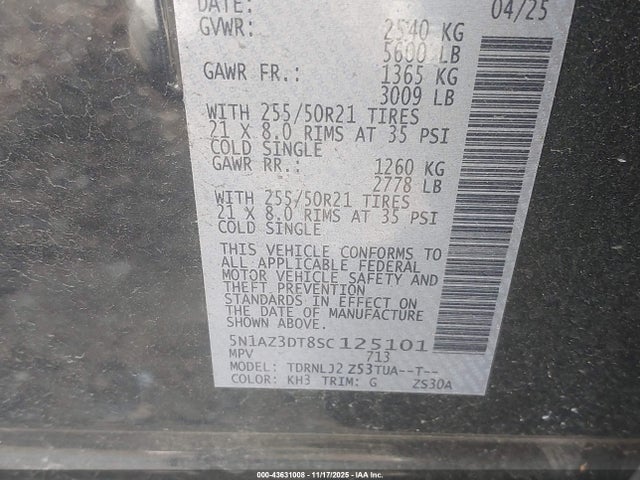 DATE: 04/25
GVWR: 2540 KG
5600 LB
GAWR FR.: 1365 KG
3009 LB
WITH 255/50R21 TIRES
21 X 8.0 RIMS AT 35 PSI
COLD SINGLE
GAWR RR.: 1260 KG
2778 LB
WITH 255/50R21 TIRES
21 X 8.0 RIMS AT 35 PSI
COLD SINGLE
THIS VEHICLE CONFORMS TO
ALL APPLICABLE FEDERAL
MOTOR VEHICLE SAFETY AND
THEFT PREVENTION
STANDARDS IN EFFECT ON
THE DATE OF MANUFACTURE
SHOWN ABOVE.
5N1AZ3DT8SC125101
MPV 713
MODEL: TDRNLJ2 Z53TUA--T--
COLOR: KH3 TRIM: G ZS30A
000-43631008 - 11/17/2025 - IAA Inc.